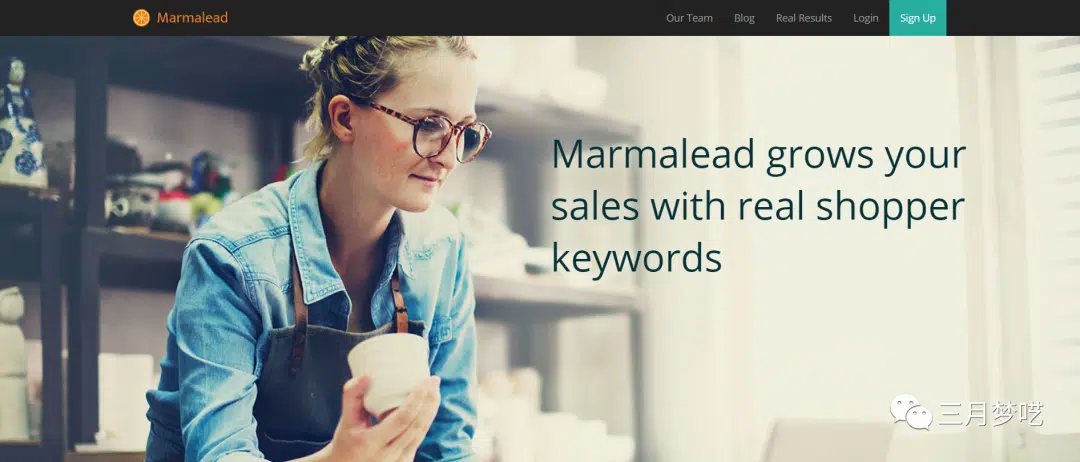 Marmalead
Our Team
Blog
Real Results
Login
Sign Up
Marmalead grows your
sales with real shopper
keywords
三月梦呓